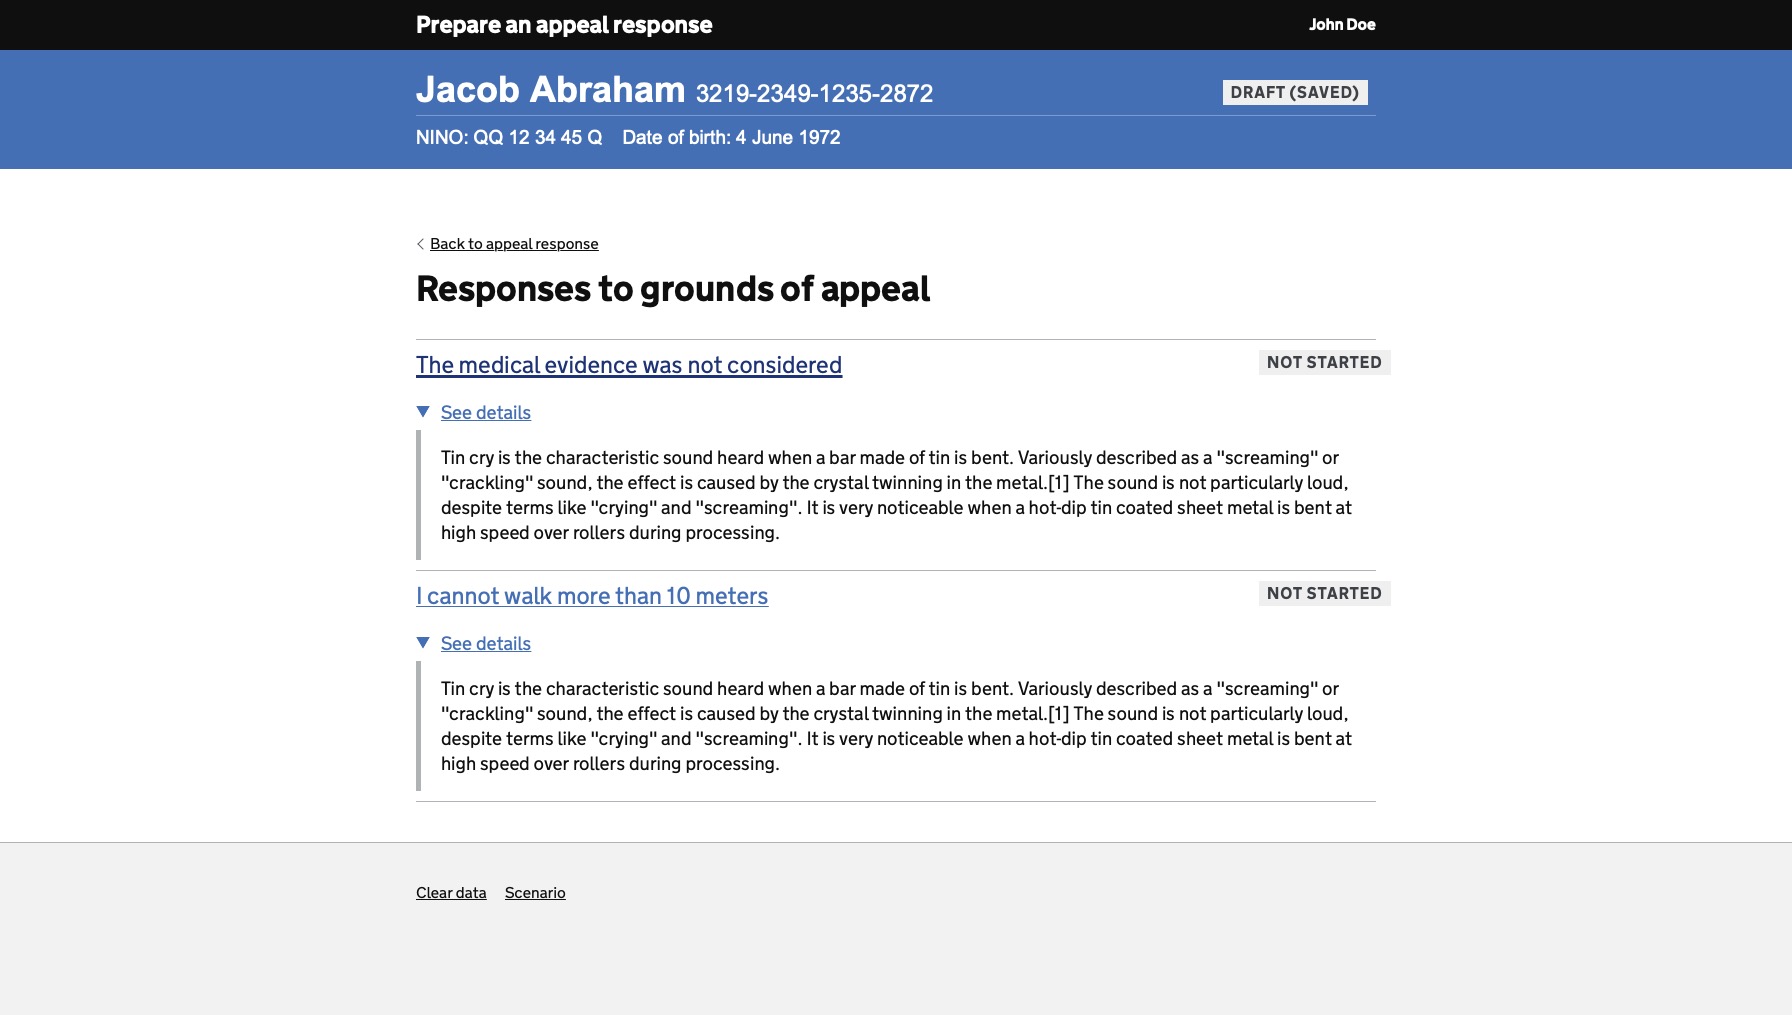 Prepare an appeal response
John Doe
Jacob Abraham 3219-2349-1235-2872
DRAFT (SAVED)
NINO: QQ 12 34 45 Q Date of birth: 4 June 1972
Back to appeal response
Responses to grounds of appeal
The medical evidence was not considered
NOT STARTED
See details
Tin cry is the characteristic sound heard when a bar made of tin is bent. Variously described as a "screaming" or
"crackling" sound, the effect is caused by the crystal twinning in the metal.[1] The sound is not particularly loud,
despite terms like "crying" and "screaming". It is very noticeable when a hot-dip tin coated sheet metal is bent at
high speed over rollers during processing.
I cannot walk more than 10 meters
NOT STARTED
See details
Tin cry is the characteristic sound heard when a bar made of tin is bent. Variously described as a "screaming" or
"crackling" sound, the effect is caused by the crystal twinning in the metal.[1] The sound is not particularly loud,
despite terms like "crying" and "screaming". It is very noticeable when a hot-dip tin coated sheet metal is bent at
high speed over rollers during processing.
Clear data Scenario